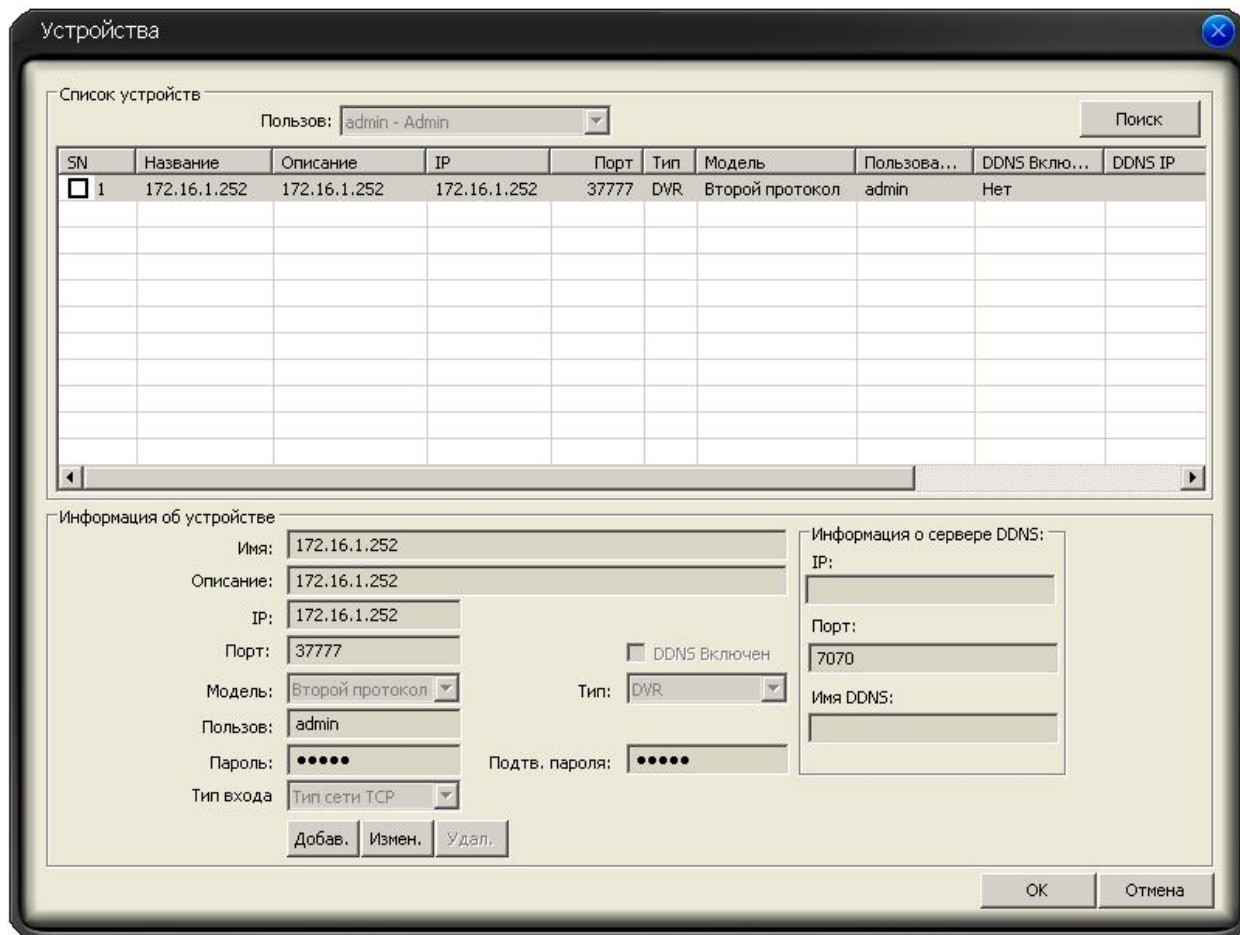 Устройства
Список устройств
Пользов: admin - Admin
Поиск
SN Название Описание IP Порт Тип Модель Пользова... DDNS Вклю... DDNS IP
1 172.16.1.252 172.16.1.252 172.16.1.252 37777 DVR Второй протокол admin Нет
Информация об устройстве
Имя: 172.16.1.252
Описание: 172.16.1.252
IP: 172.16.1.252
Порт: 37777
DDNS Включен
Модель: Второй протокол
Тип: DVR
Пользов: admin
Пароль: •••••
Подтв. пароля: •••••
Тип входа Тип сети TCP
Добав. Измен. Удал.
Информация о сервере DDNS:
IP:
Порт:
7070
Имя DDNS:
OK Отмена